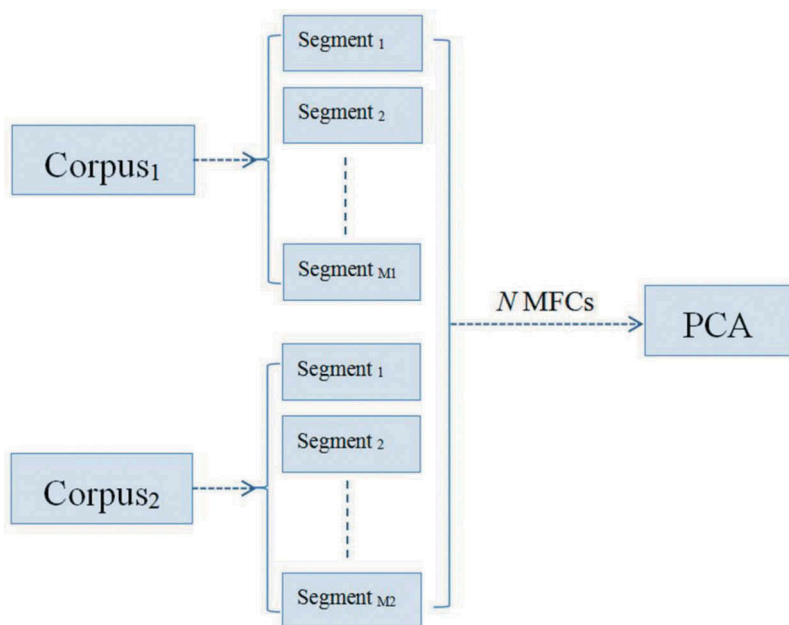 Segment 1
Segment 2
Corpus1
Segment M1
N MFCs
PCA
Segment 1
Segment 2
Corpus2
Segment M2